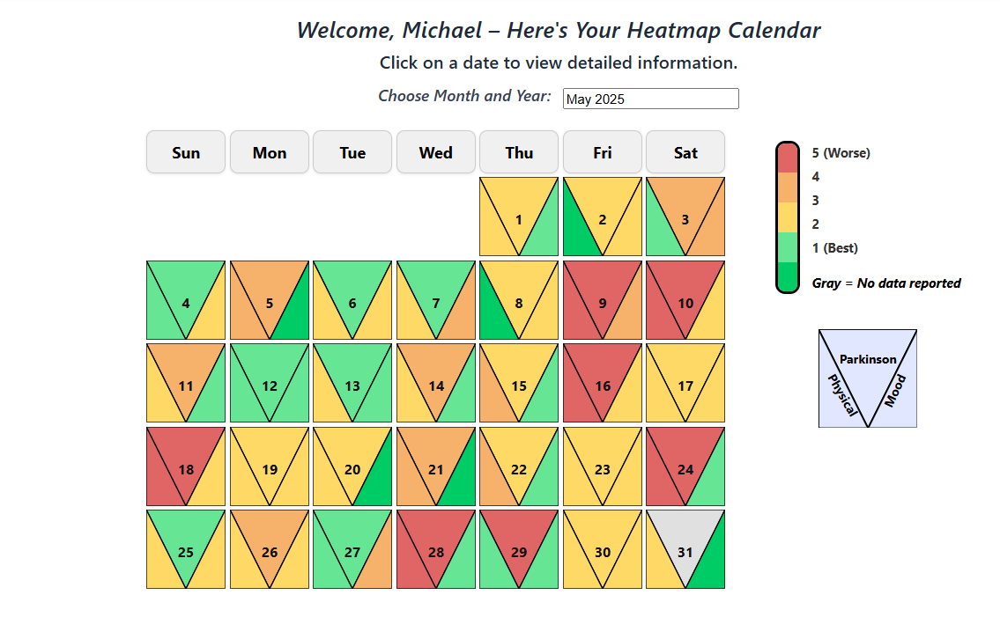 Welcome, Michael – Here's Your Heatmap Calendar
Click on a date to view detailed information.
Choose Month and Year: May 2025
Sun Mon Tue Wed Thu Fri Sat
1 2 3
4 5 6 7 8 9 10
11 12 13 14 15 16 17
18 19 20 21 22 23 24
25 26 27 28 29 30 31
5 (Worse)
4
3
2
1 (Best)
Gray = No data reported
Parkinson
Physical
Mood